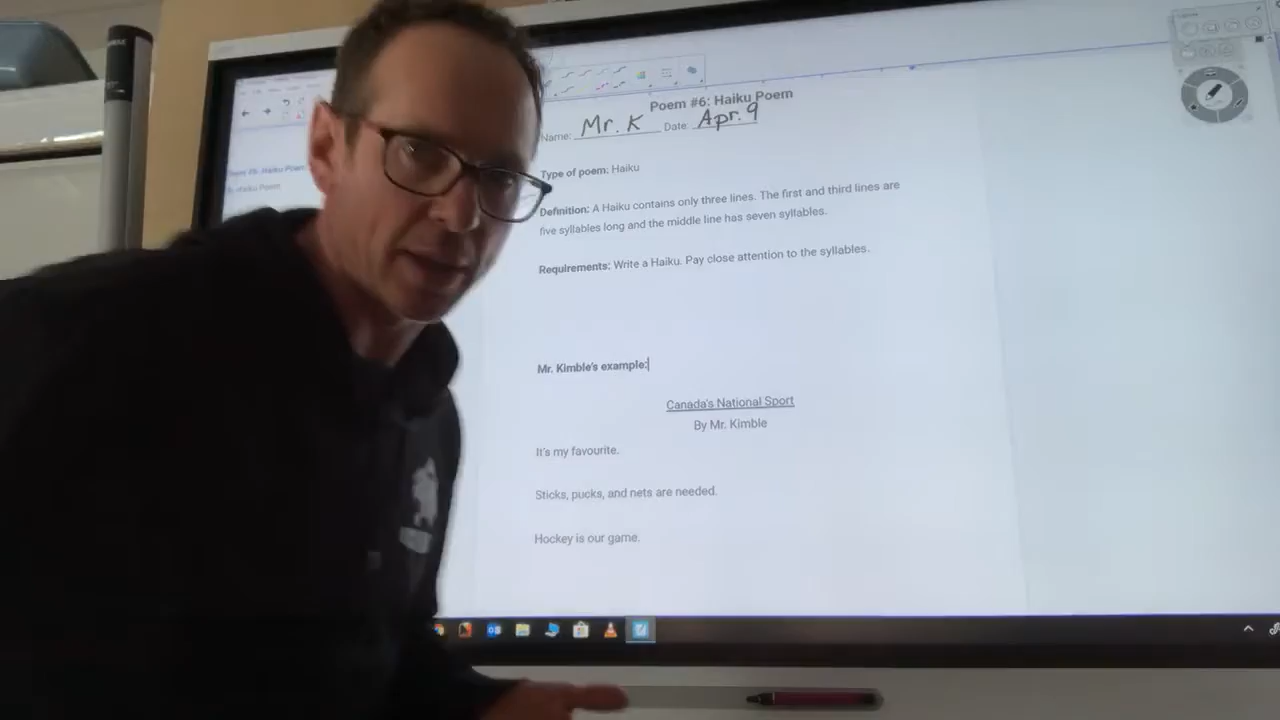 Poem #6: Haiku Poem
Name: Mr. K Date: Apr. 9
Type of poem: Haiku
Definition: A Haiku contains only three lines. The first and third lines are
five syllables long and the middle line has seven syllables.
Requirements: Write a Haiku. Pay close attention to the syllables.
Mr. Kimble's example:
Canada's National Sport
By Mr. Kimble
It's my favourite.
Sticks, pucks, and nets are needed.
Hockey is our game.